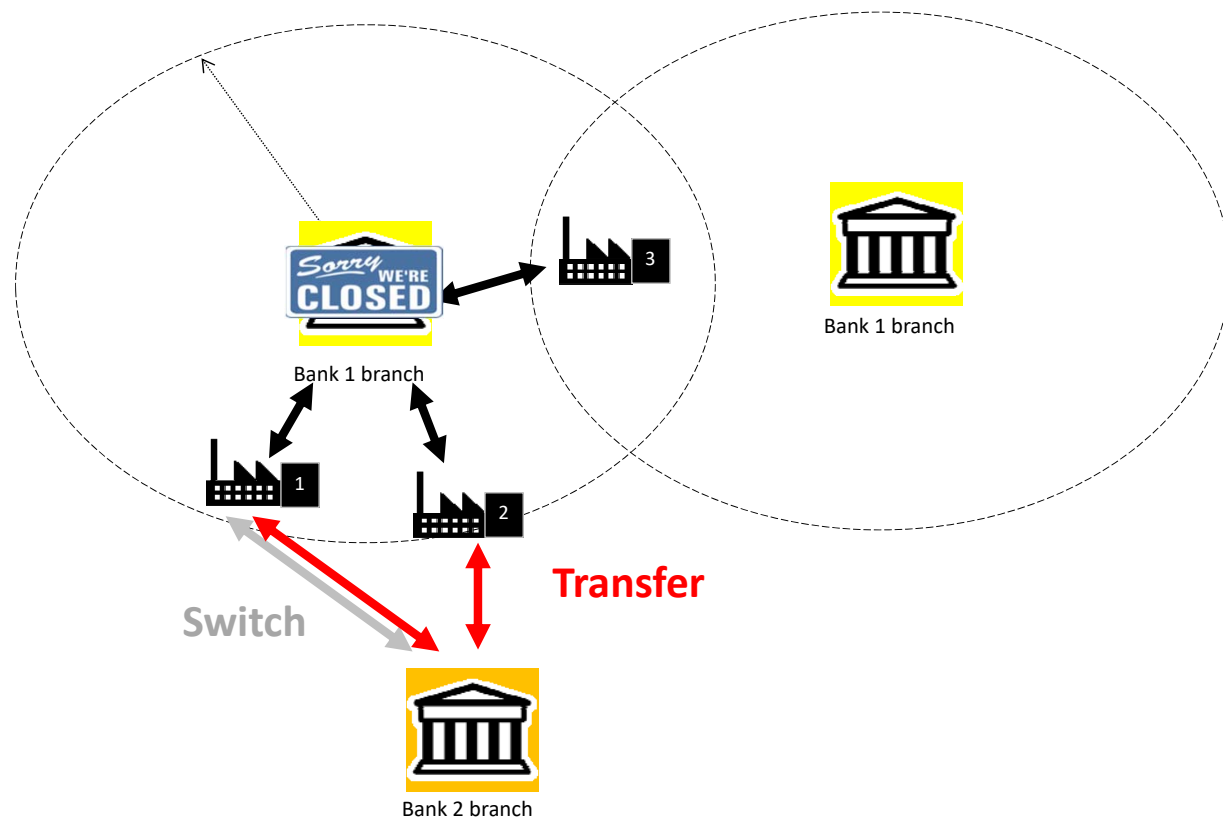 Sorry
WE'RE
CLOSED
3
Bank 1 branch
Bank 1 branch
1
2
Transfer
Switch
Bank 2 branch